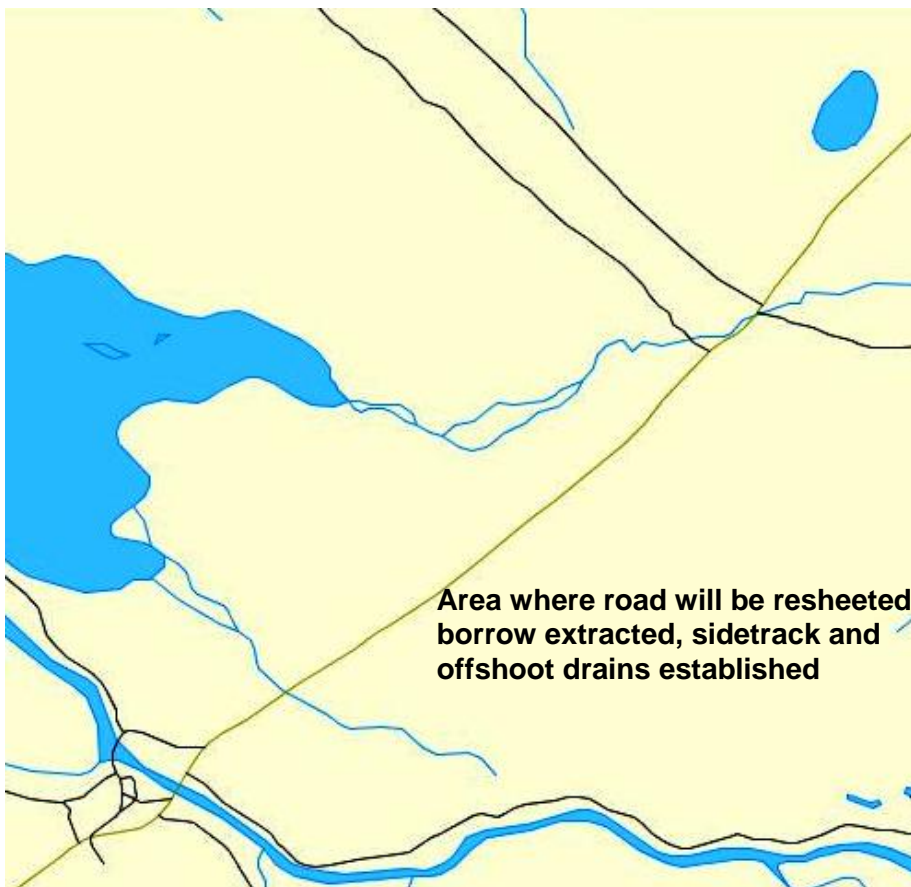 Area where road will be resheeted
borrow extracted, sidetrack and
offshoot drains established